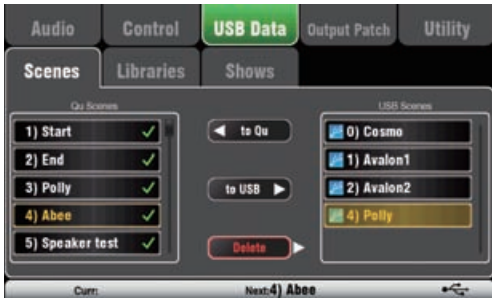 Audio Control USB Data Output Patch Utility
Scenes Libraries Shows
Qu Scenes
1) Start
2) End
3) Polly
4) Abee
5) Speaker test
to Qu
to USB
Delete
USB Scenes
0) Cosmo
1) Avalon1
2) Avalon2
4) Polly
Curr: Next:4) Abee